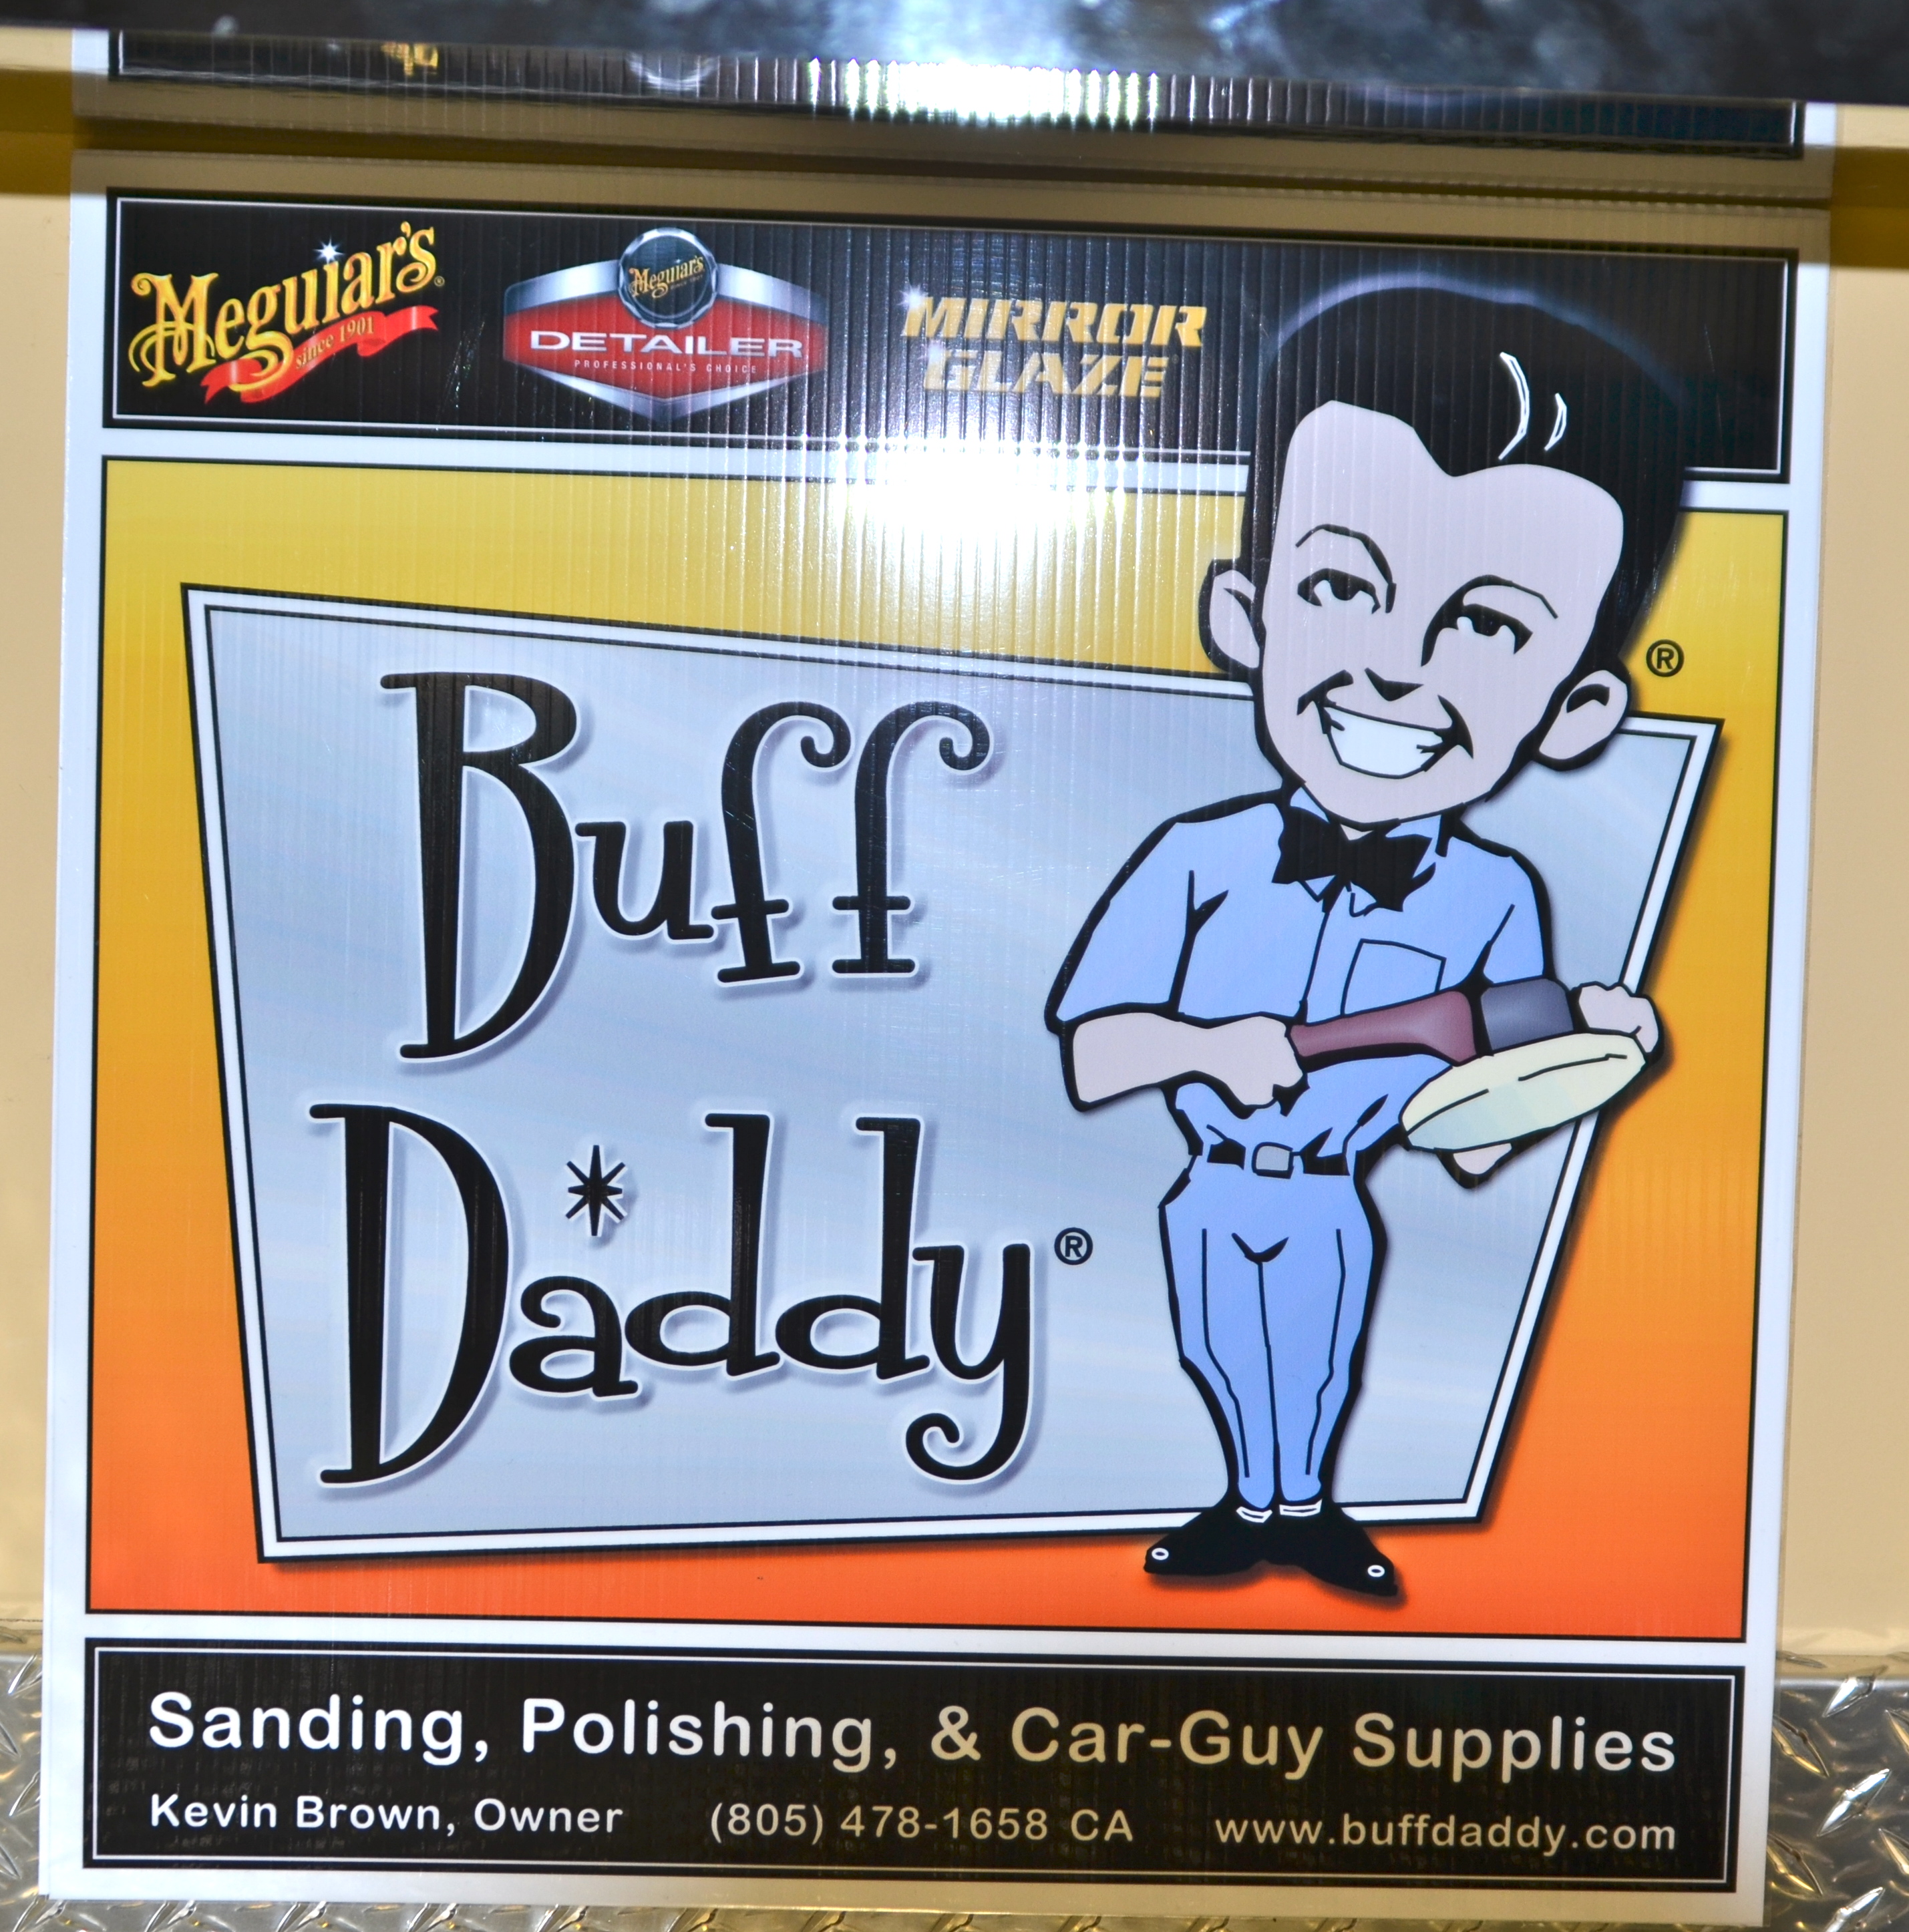 Meguiar's
since 1901
Meguiar's
DETAILER
PROFESSIONAL'S CHOICE
MIRROR
GLAZE
Buff
Daddy®
®
Sanding, Polishing, & Car-Guy Supplies
Kevin Brown, Owner (805) 478-1658 CA www.buffdaddy.com